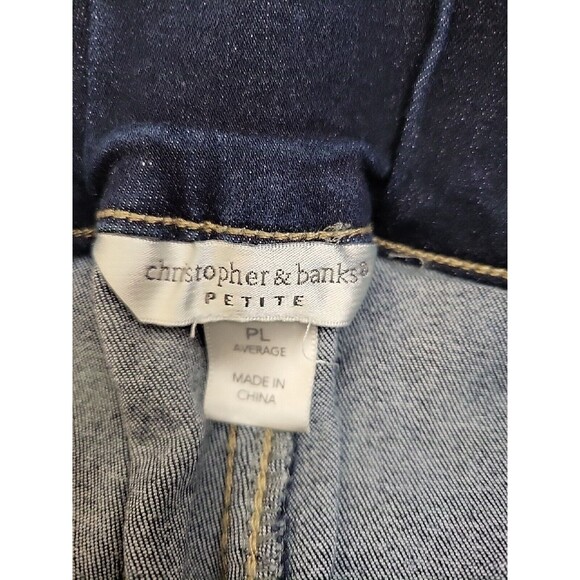 christopher & banks®
PETITE
PL
AVERAGE
MADE IN
CHINA